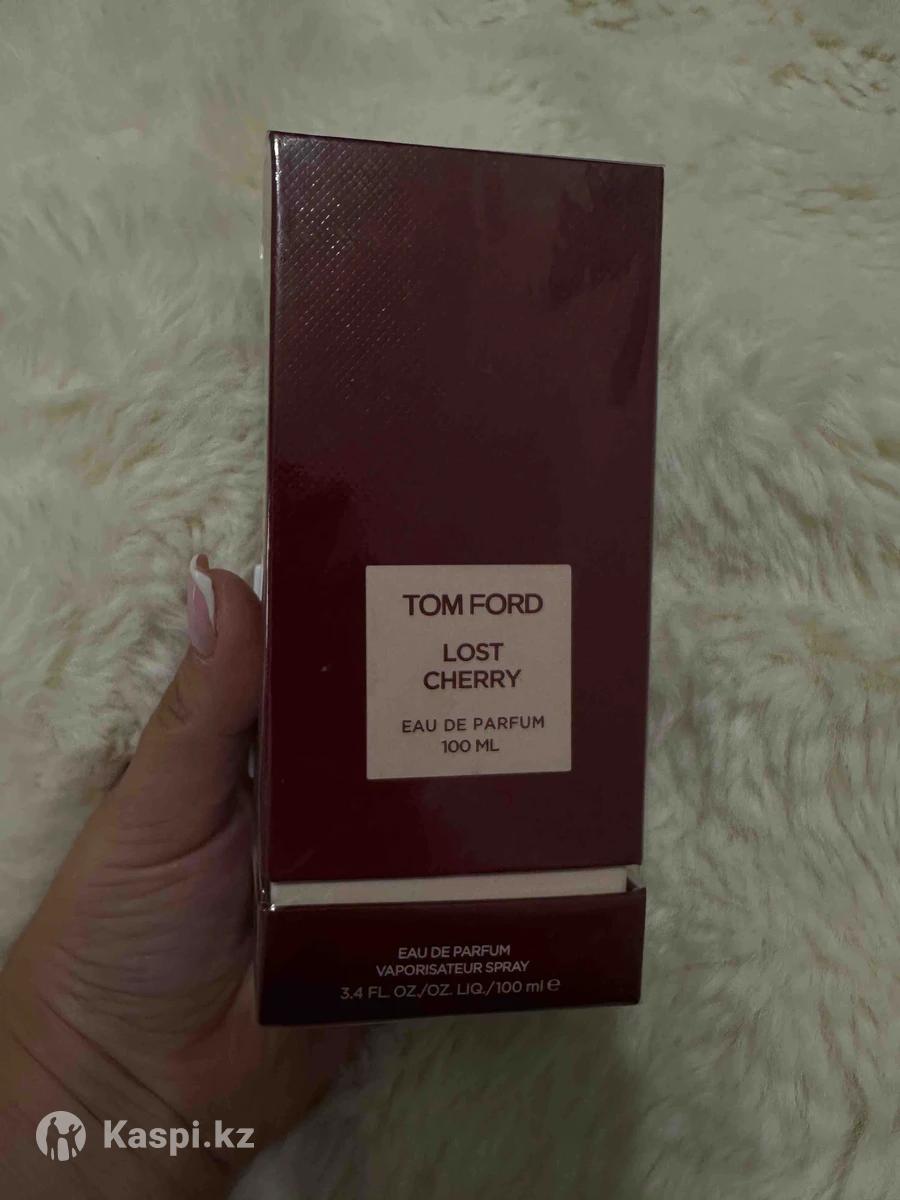 TOM FORD
LOST
CHERRY
EAU DE PARFUM
100 ML
EAU DE PARFUM
VAPORISATEUR SPRAY
3.4 FL. OZ./OZ. LIQ./100 ml e
Kaspi.kz